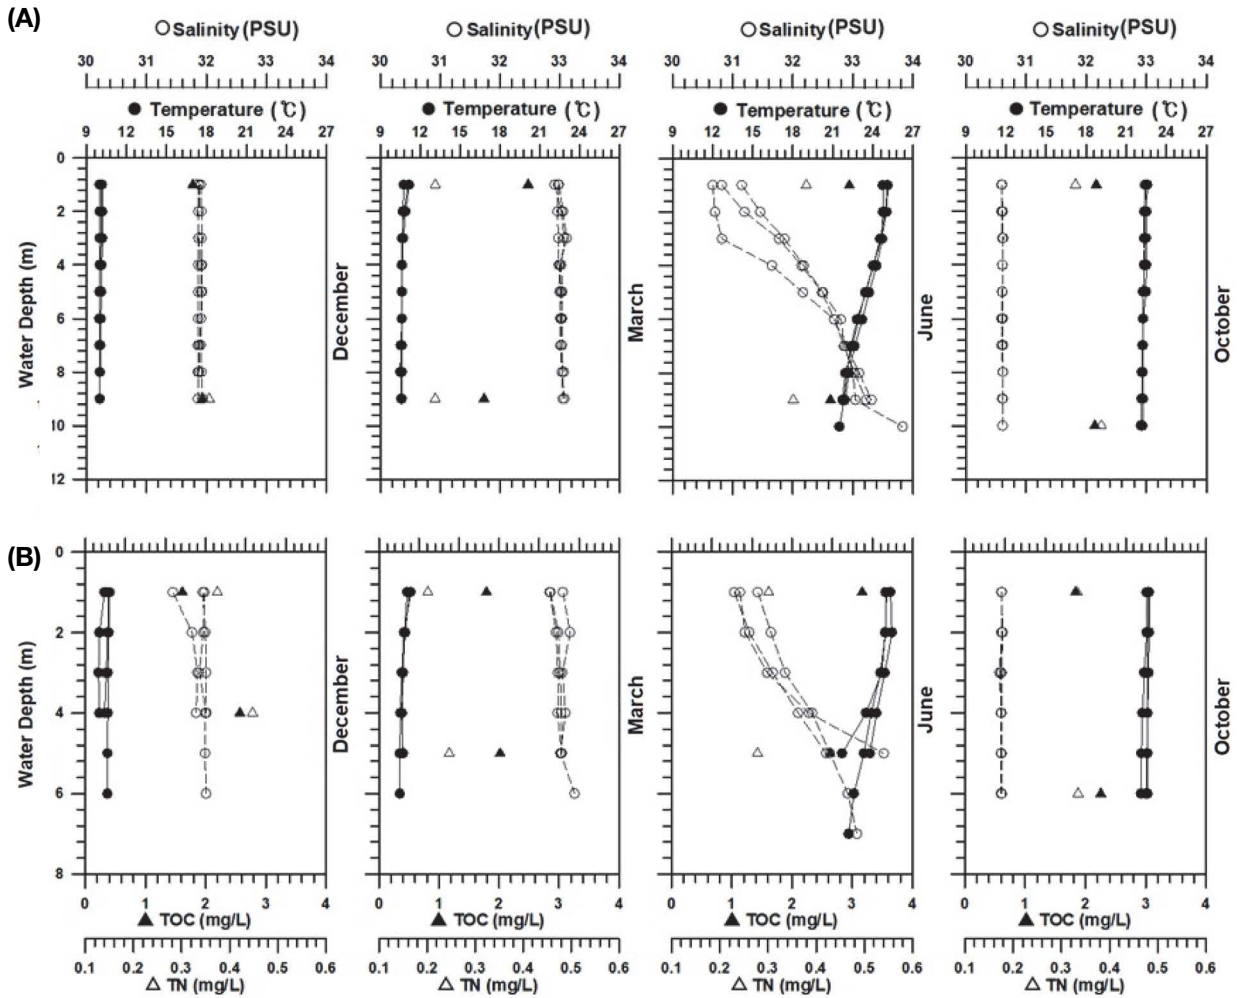 (A)
○Salinity(PSU) ○Salinity(PSU) ○Salinity(PSU) ○Salinity(PSU)
30 31 32 33 34 30 31 32 33 34 30 31 32 33 34 30 31 32 33 34
● Temperature (℃) ● Temperature (℃) ● Temperature (℃) ● Temperature (℃)
9 12 15 18 21 24 27 9 12 15 18 21 24 27 9 12 15 18 21 24 27 9 12 15 18 21 24 27
0
2
4
6
8
10
12
Water Depth (m)
December
March
June
October
(B)
0
2
4
6
8
Water Depth (m)
December
March
June
October
0 1 2 3 4 0 1 2 3 4 0 1 2 3 4 0 1 2 3 4
▲ TOC (mg/L) ▲ TOC (mg/L) ▲ TOC (mg/L) ▲ TOC (mg/L)
0.1 0.2 0.3 0.4 0.5 0.6 0.1 0.2 0.3 0.4 0.5 0.6 0.1 0.2 0.3 0.4 0.5 0.6 0.1 0.2 0.3 0.4 0.5 0.6
△ TN (mg/L) △ TN (mg/L) △ TN (mg/L) △ TN (mg/L)